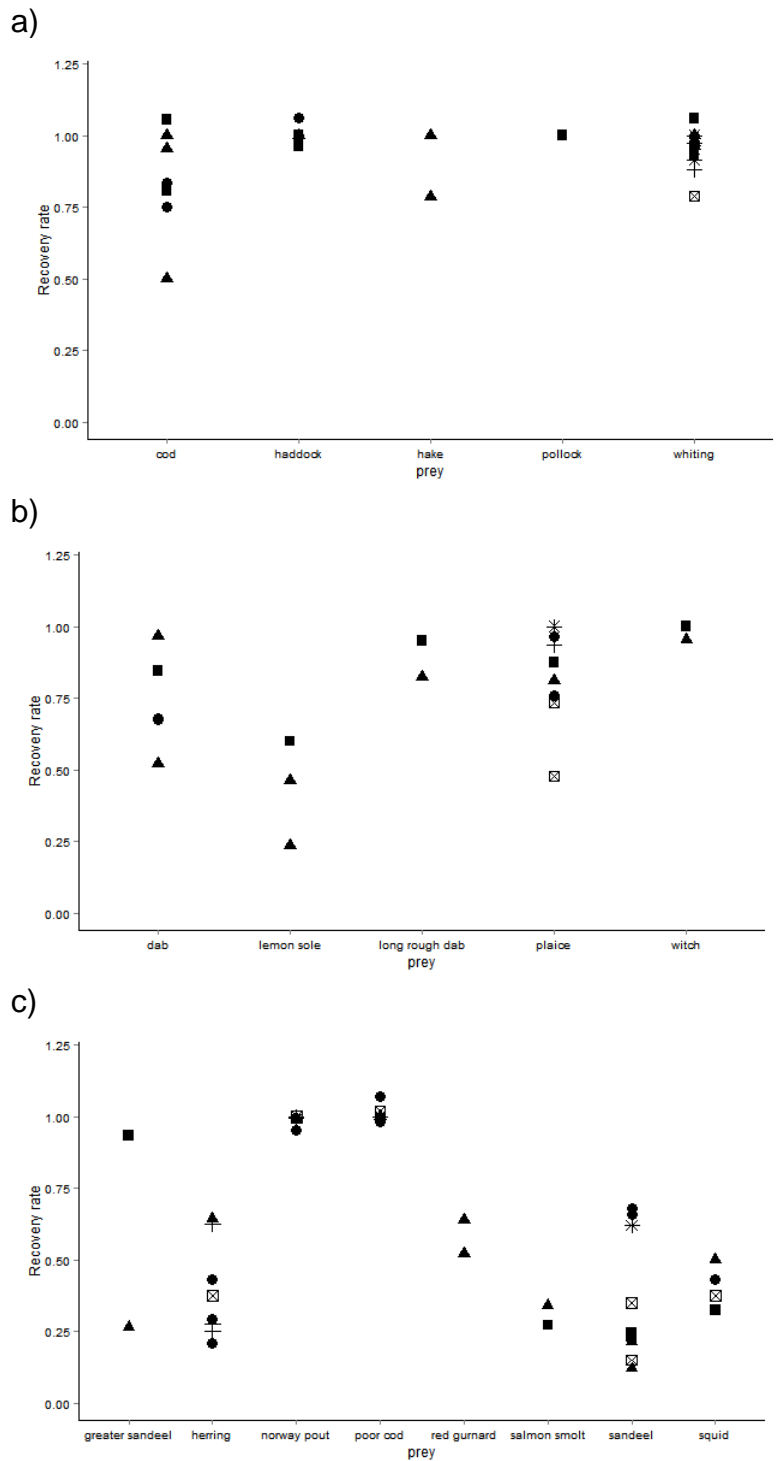 a)
1.25
1.00
0.75
0.50
0.25
0.00
Recovery rate
cod haddock hake pollock whiting
prey
b)
1.25
1.00
0.75
0.50
0.25
0.00
Recovery rate
dab lemon sole long rough dab plaice witch
prey
c)
1.25
1.00
0.75
0.50
0.25
0.00
Recovery rate
greater sandeel herring norway pout poor cod red gurnard salmon smolt sandeel squid
prey